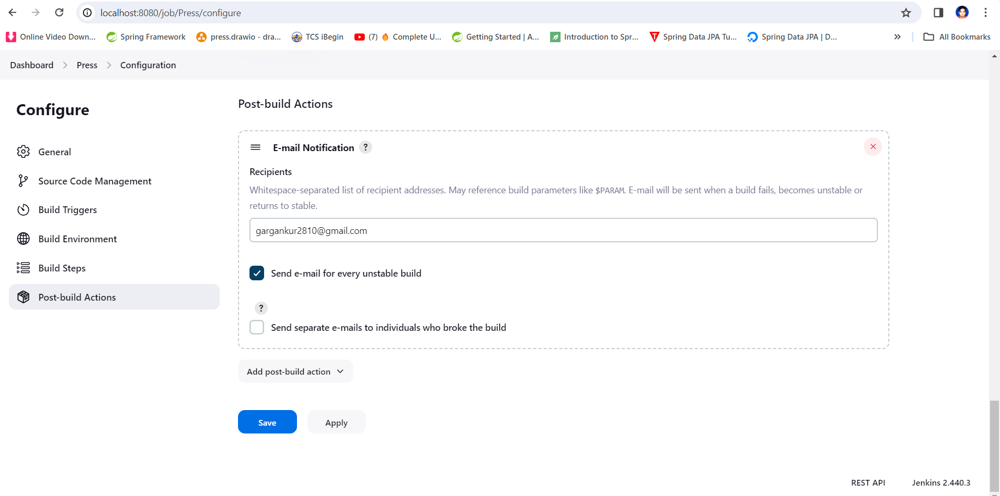 localhost:8080/job/Press/configure
Online Video Down... Spring Framework press.drawio - dra... TCS iBegin (7) Complete U... Getting Started | A... Introduction to Spr... Spring Data JPA Tu... Spring Data JPA | D... All Bookmarks
Dashboard Press Configuration
Configure
General
Source Code Management
Build Triggers
Build Environment
Build Steps
Post-build Actions
Post-build Actions
E-mail Notification ?
Recipients
Whitespace-separated list of recipient addresses. May reference build parameters like $PARAM. E-mail will be sent when a build fails, becomes unstable or
returns to stable.
gargankur2810@gmail.com
Send e-mail for every unstable build
?
Send separate e-mails to individuals who broke the build
Add post-build action
Save Apply
REST API Jenkins 2.440.3